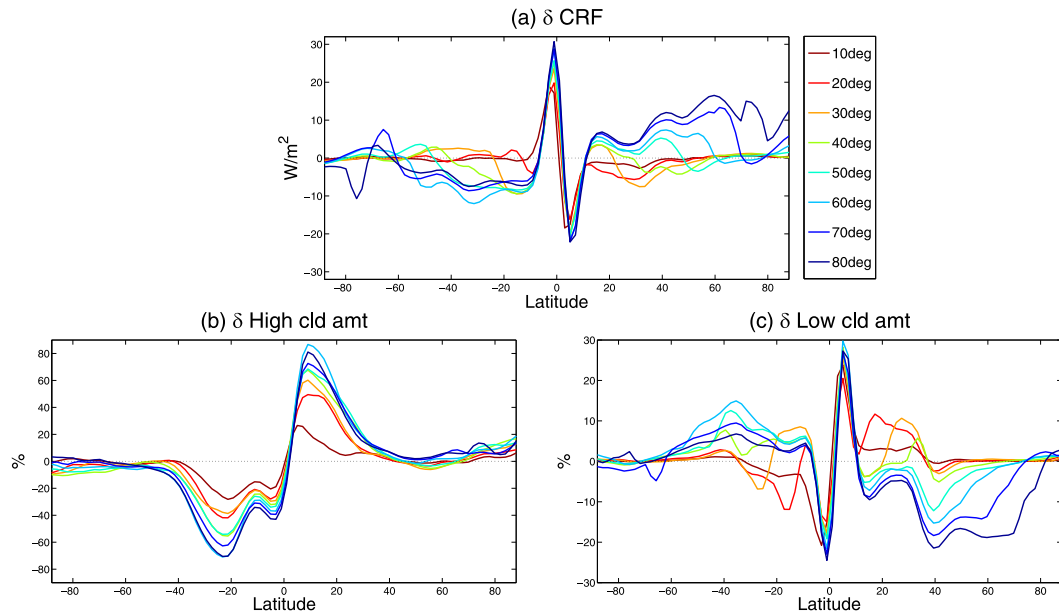 (a) δ CRF
30
20
10
0
−10
−20
−30
W/m²
−80 −60 −40 −20 0 20 40 60 80
Latitude
10deg
20deg
30deg
40deg
50deg
60deg
70deg
80deg
(b) δ High cld amt
80
60
40
20
0
−20
−40
−60
−80
%
−80 −60 −40 −20 0 20 40 60 80
Latitude
(c) δ Low cld amt
30
20
10
0
−10
−20
−30
%
−80 −60 −40 −20 0 20 40 60 80
Latitude